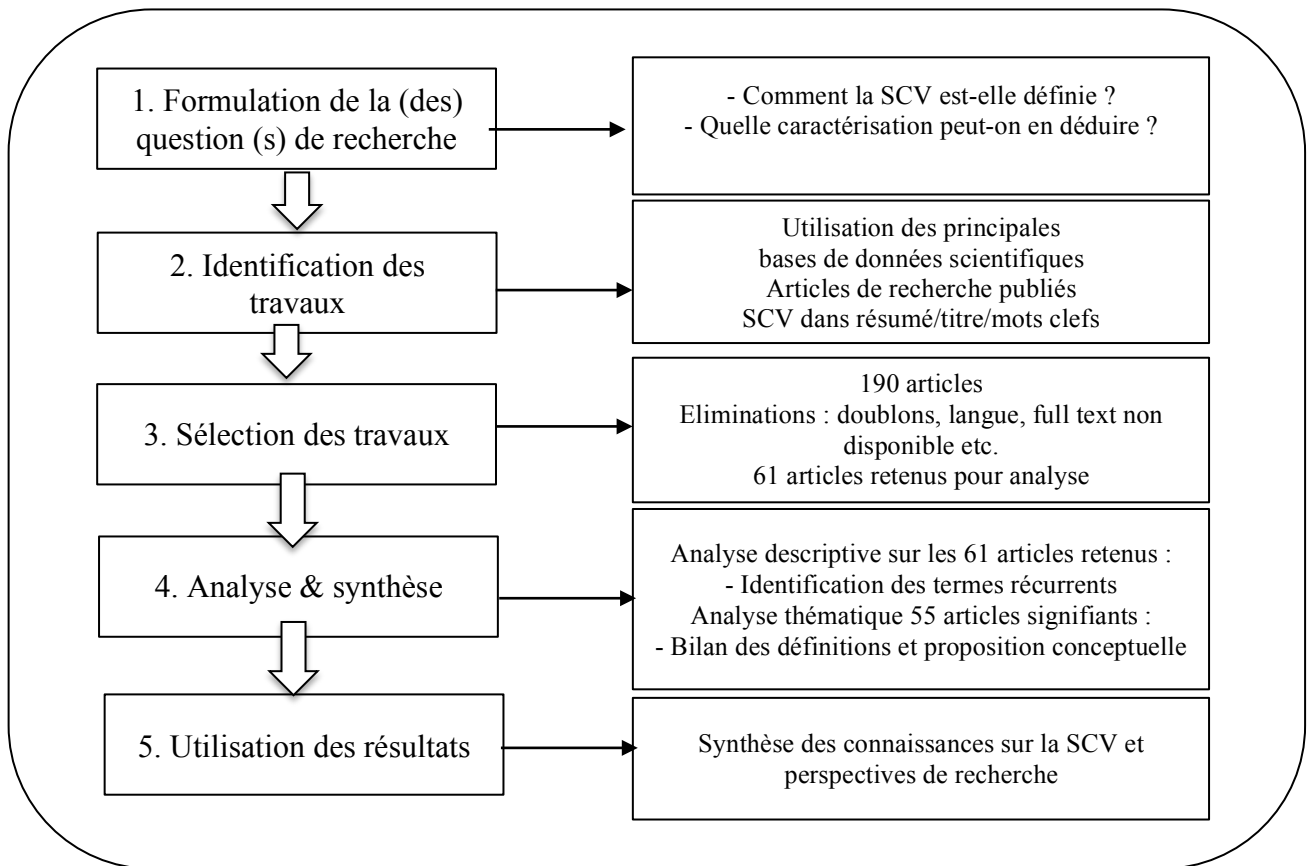 1. Formulation de la (des)
question (s) de recherche
- Comment la SCV est-elle définie ?
- Quelle caractérisation peut-on en déduire ?
2. Identification des
travaux
Utilisation des principales
bases de données scientifiques
Articles de recherche publiés
SCV dans résumé/titre/mots clefs
3. Sélection des travaux
190 articles
Eliminations : doublons, langue, full text non
disponible etc.
61 articles retenus pour analyse
4. Analyse & synthèse
Analyse descriptive sur les 61 articles retenus :
- Identification des termes récurrents
Analyse thématique 55 articles signifiants :
- Bilan des définitions et proposition conceptuelle
5. Utilisation des résultats
Synthèse des connaissances sur la SCV et
perspectives de recherche